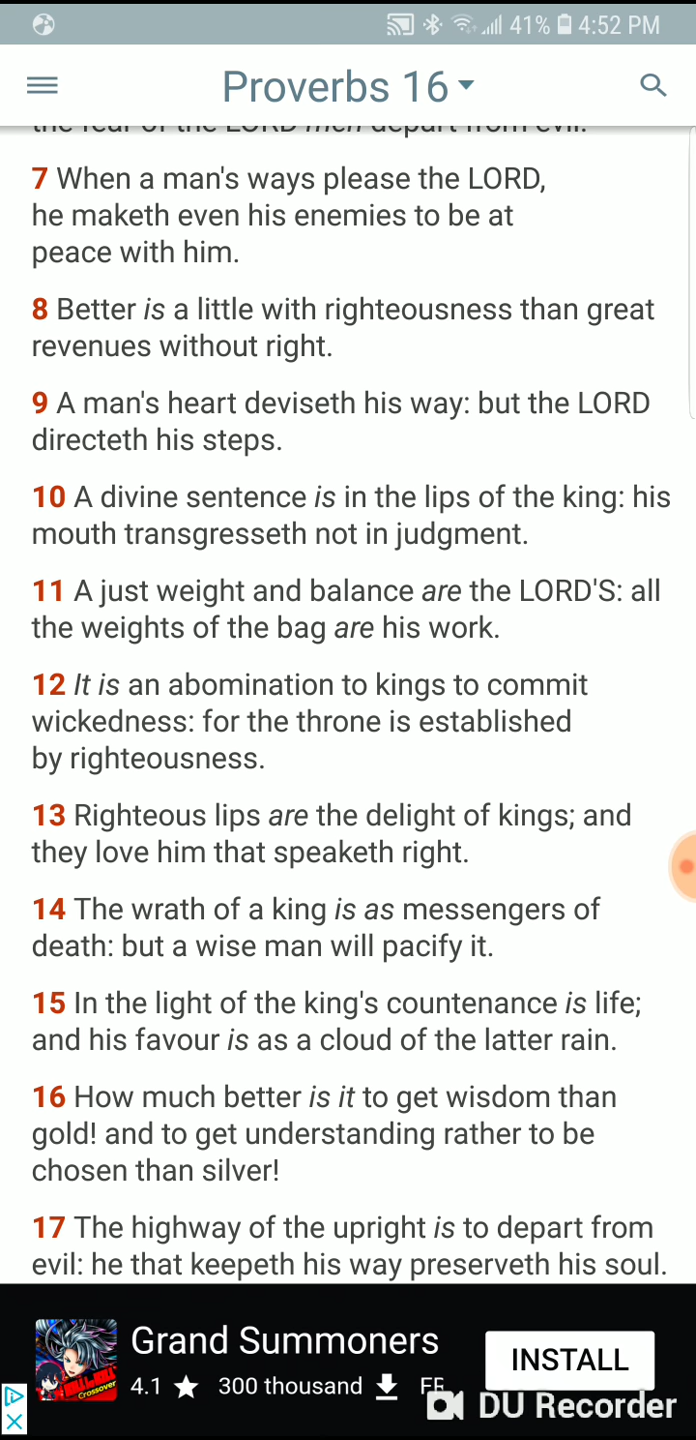 41% 4:52 PM
Proverbs 16
the fear of the LORD men depart from evil.
7 When a man's ways please the LORD,
he maketh even his enemies to be at
peace with him.
8 Better is a little with righteousness than great
revenues without right.
9 A man's heart deviseth his way: but the LORD
directeth his steps.
10 A divine sentence is in the lips of the king: his
mouth transgresseth not in judgment.
11 A just weight and balance are the LORD'S: all
the weights of the bag are his work.
12 It is an abomination to kings to commit
wickedness: for the throne is established
by righteousness.
13 Righteous lips are the delight of kings; and
they love him that speaketh right.
14 The wrath of a king is as messengers of
death: but a wise man will pacify it.
15 In the light of the king's countenance is life;
and his favour is as a cloud of the latter rain.
16 How much better is it to get wisdom than
gold! and to get understanding rather to be
chosen than silver!
17 The highway of the upright is to depart from
evil: he that keepeth his way preserveth his soul.
Grand Summoners
INSTALL
4.1 ★ 300 thousand
Crossover
DU Recorder